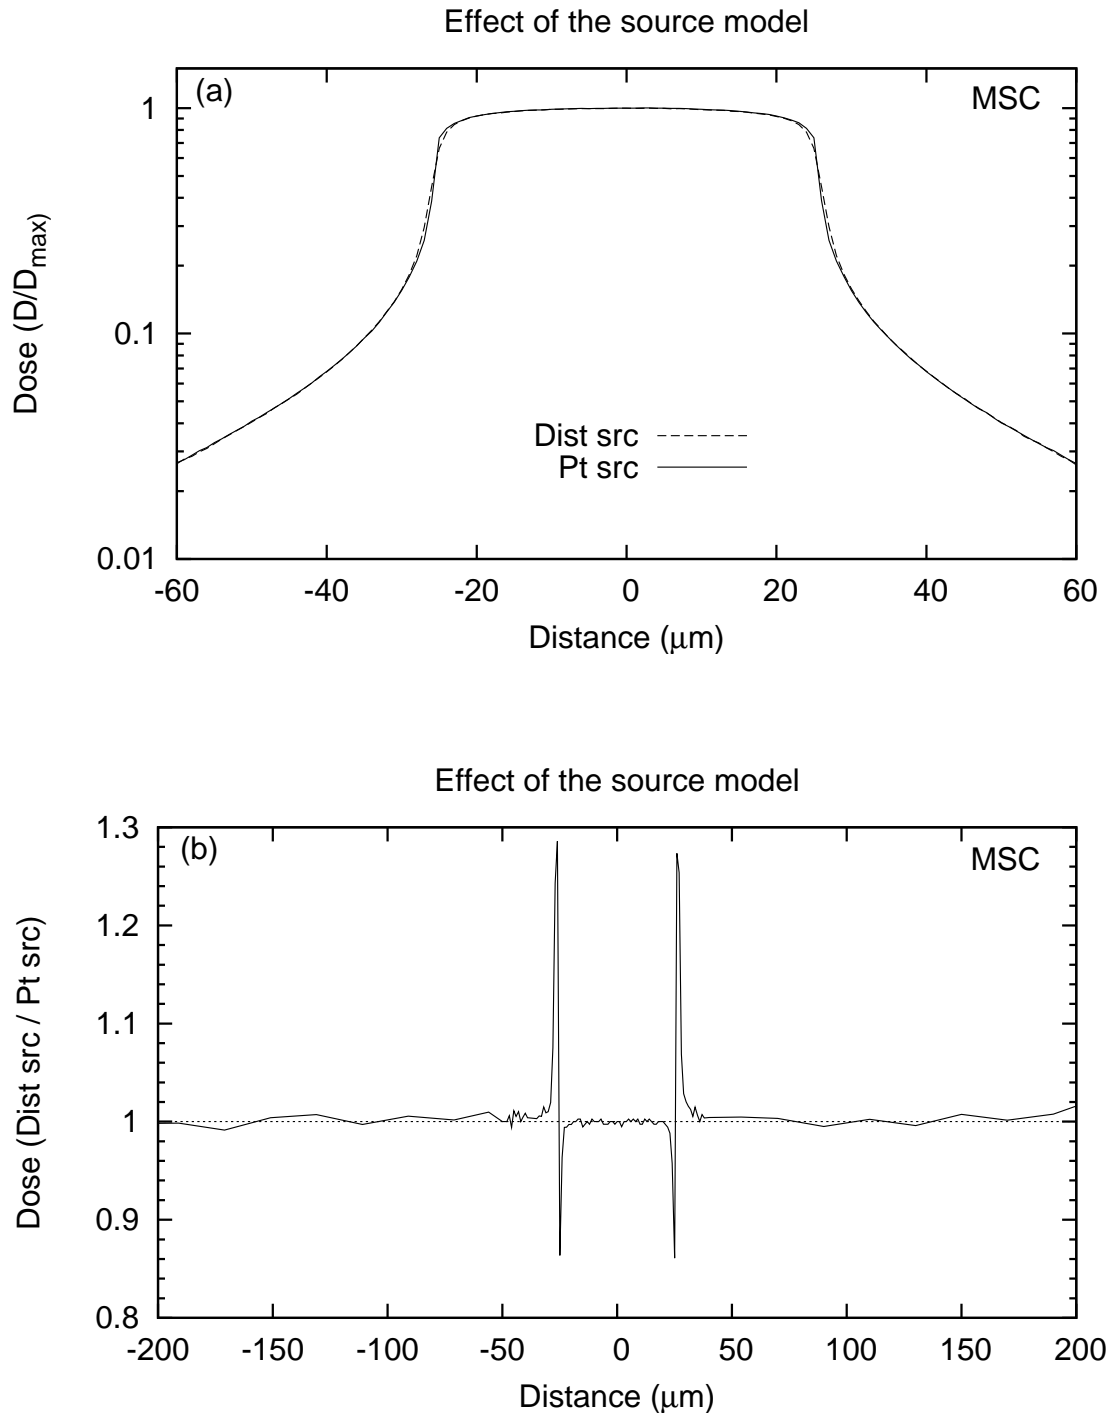 Effect of the source model
(a)
MSC
1
0.1
0.01
Dose (D/Dmax)
Dist src
Pt src
-60
-40
-20
0
20
40
60
Distance (μm)
Effect of the source model
(b)
MSC
1.3
1.2
1.1
1
0.9
0.8
Dose (Dist src / Pt src)
-200
-150
-100
-50
0
50
100
150
200
Distance (μm)